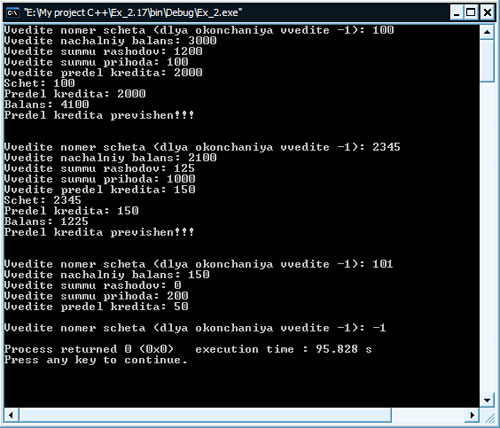 "E:\My project C++\Ex_2.17\bin\Debug\Ex_2.exe"
Vvedite nomer scheta (dlya okonchaniya vvedite -1): 100
Vvedite nachalniy balans: 3000
Vvedite summu rashodov: 1200
Vvedite summu prihoda: 100
Vvedite predel kredita: 2000
Schet: 100
Predel kredita: 2000
Balans: 4100
Predel kredita previshen!!!
Vvedite nomer scheta (dlya okonchaniya vvedite -1): 2345
Vvedite nachalniy balans: 2100
Vvedite summu rashodov: 125
Vvedite summu prihoda: 1000
Vvedite predel kredita: 150
Schet: 2345
Predel kredita: 150
Balans: 1225
Predel kredita previshen!!!
Vvedite nomer scheta (dlya okonchaniya vvedite -1): 101
Vvedite nachalniy balans: 150
Vvedite summu rashodov: 0
Vvedite summu prihoda: 200
Vvedite predel kredita: 50
Vvedite nomer scheta (dlya okonchaniya vvedite -1): -1
Process returned 0 (0x0)   execution time : 95.828 s
Press any key to continue.